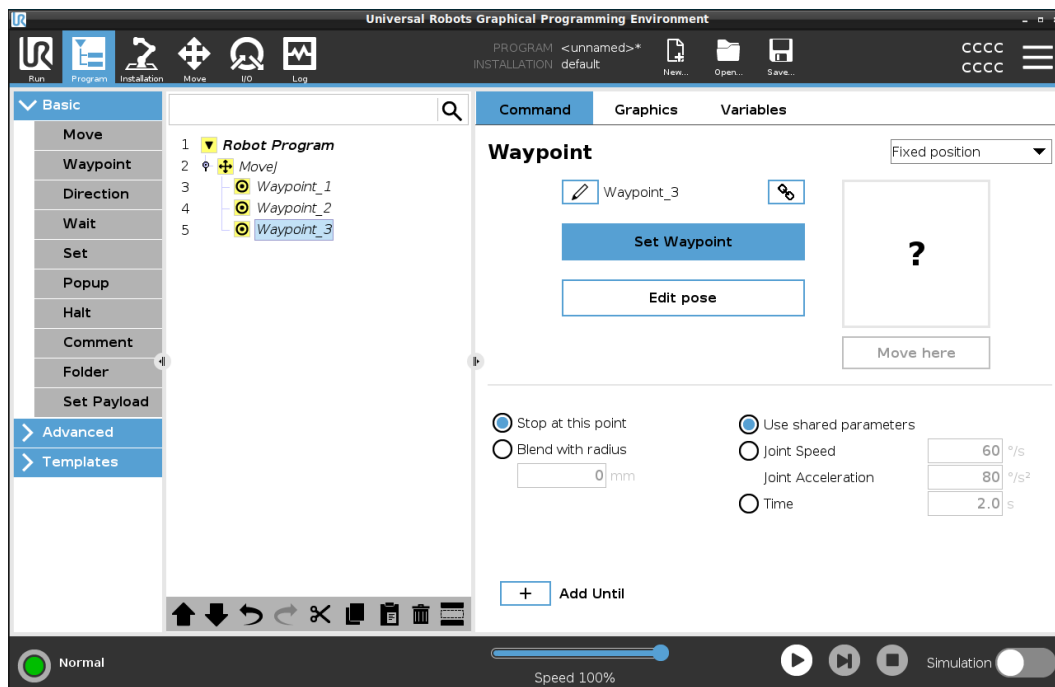 Universal Robots Graphical Programming Environment
UR
Run
Program
Installation
Move
I/O
Log
PROGRAM <unnamed>*
INSTALLATION default
New...
Open...
Save...
CCCC
CCCC
Basic
Move
Waypoint
Direction
Wait
Set
Popup
Halt
Comment
Folder
Set Payload
Advanced
Templates
1 Robot Program
2 MoveJ
3 Waypoint_1
4 Waypoint_2
5 Waypoint_3
Command Graphics Variables
Waypoint
Fixed position
Waypoint_3
Set Waypoint
Edit pose
?
Move here
Stop at this point
Blend with radius
0 mm
Use shared parameters
Joint Speed 60 °/s
Joint Acceleration 80 °/s²
Time 2.0 s
+ Add Until
Normal
Speed 100%
Simulation